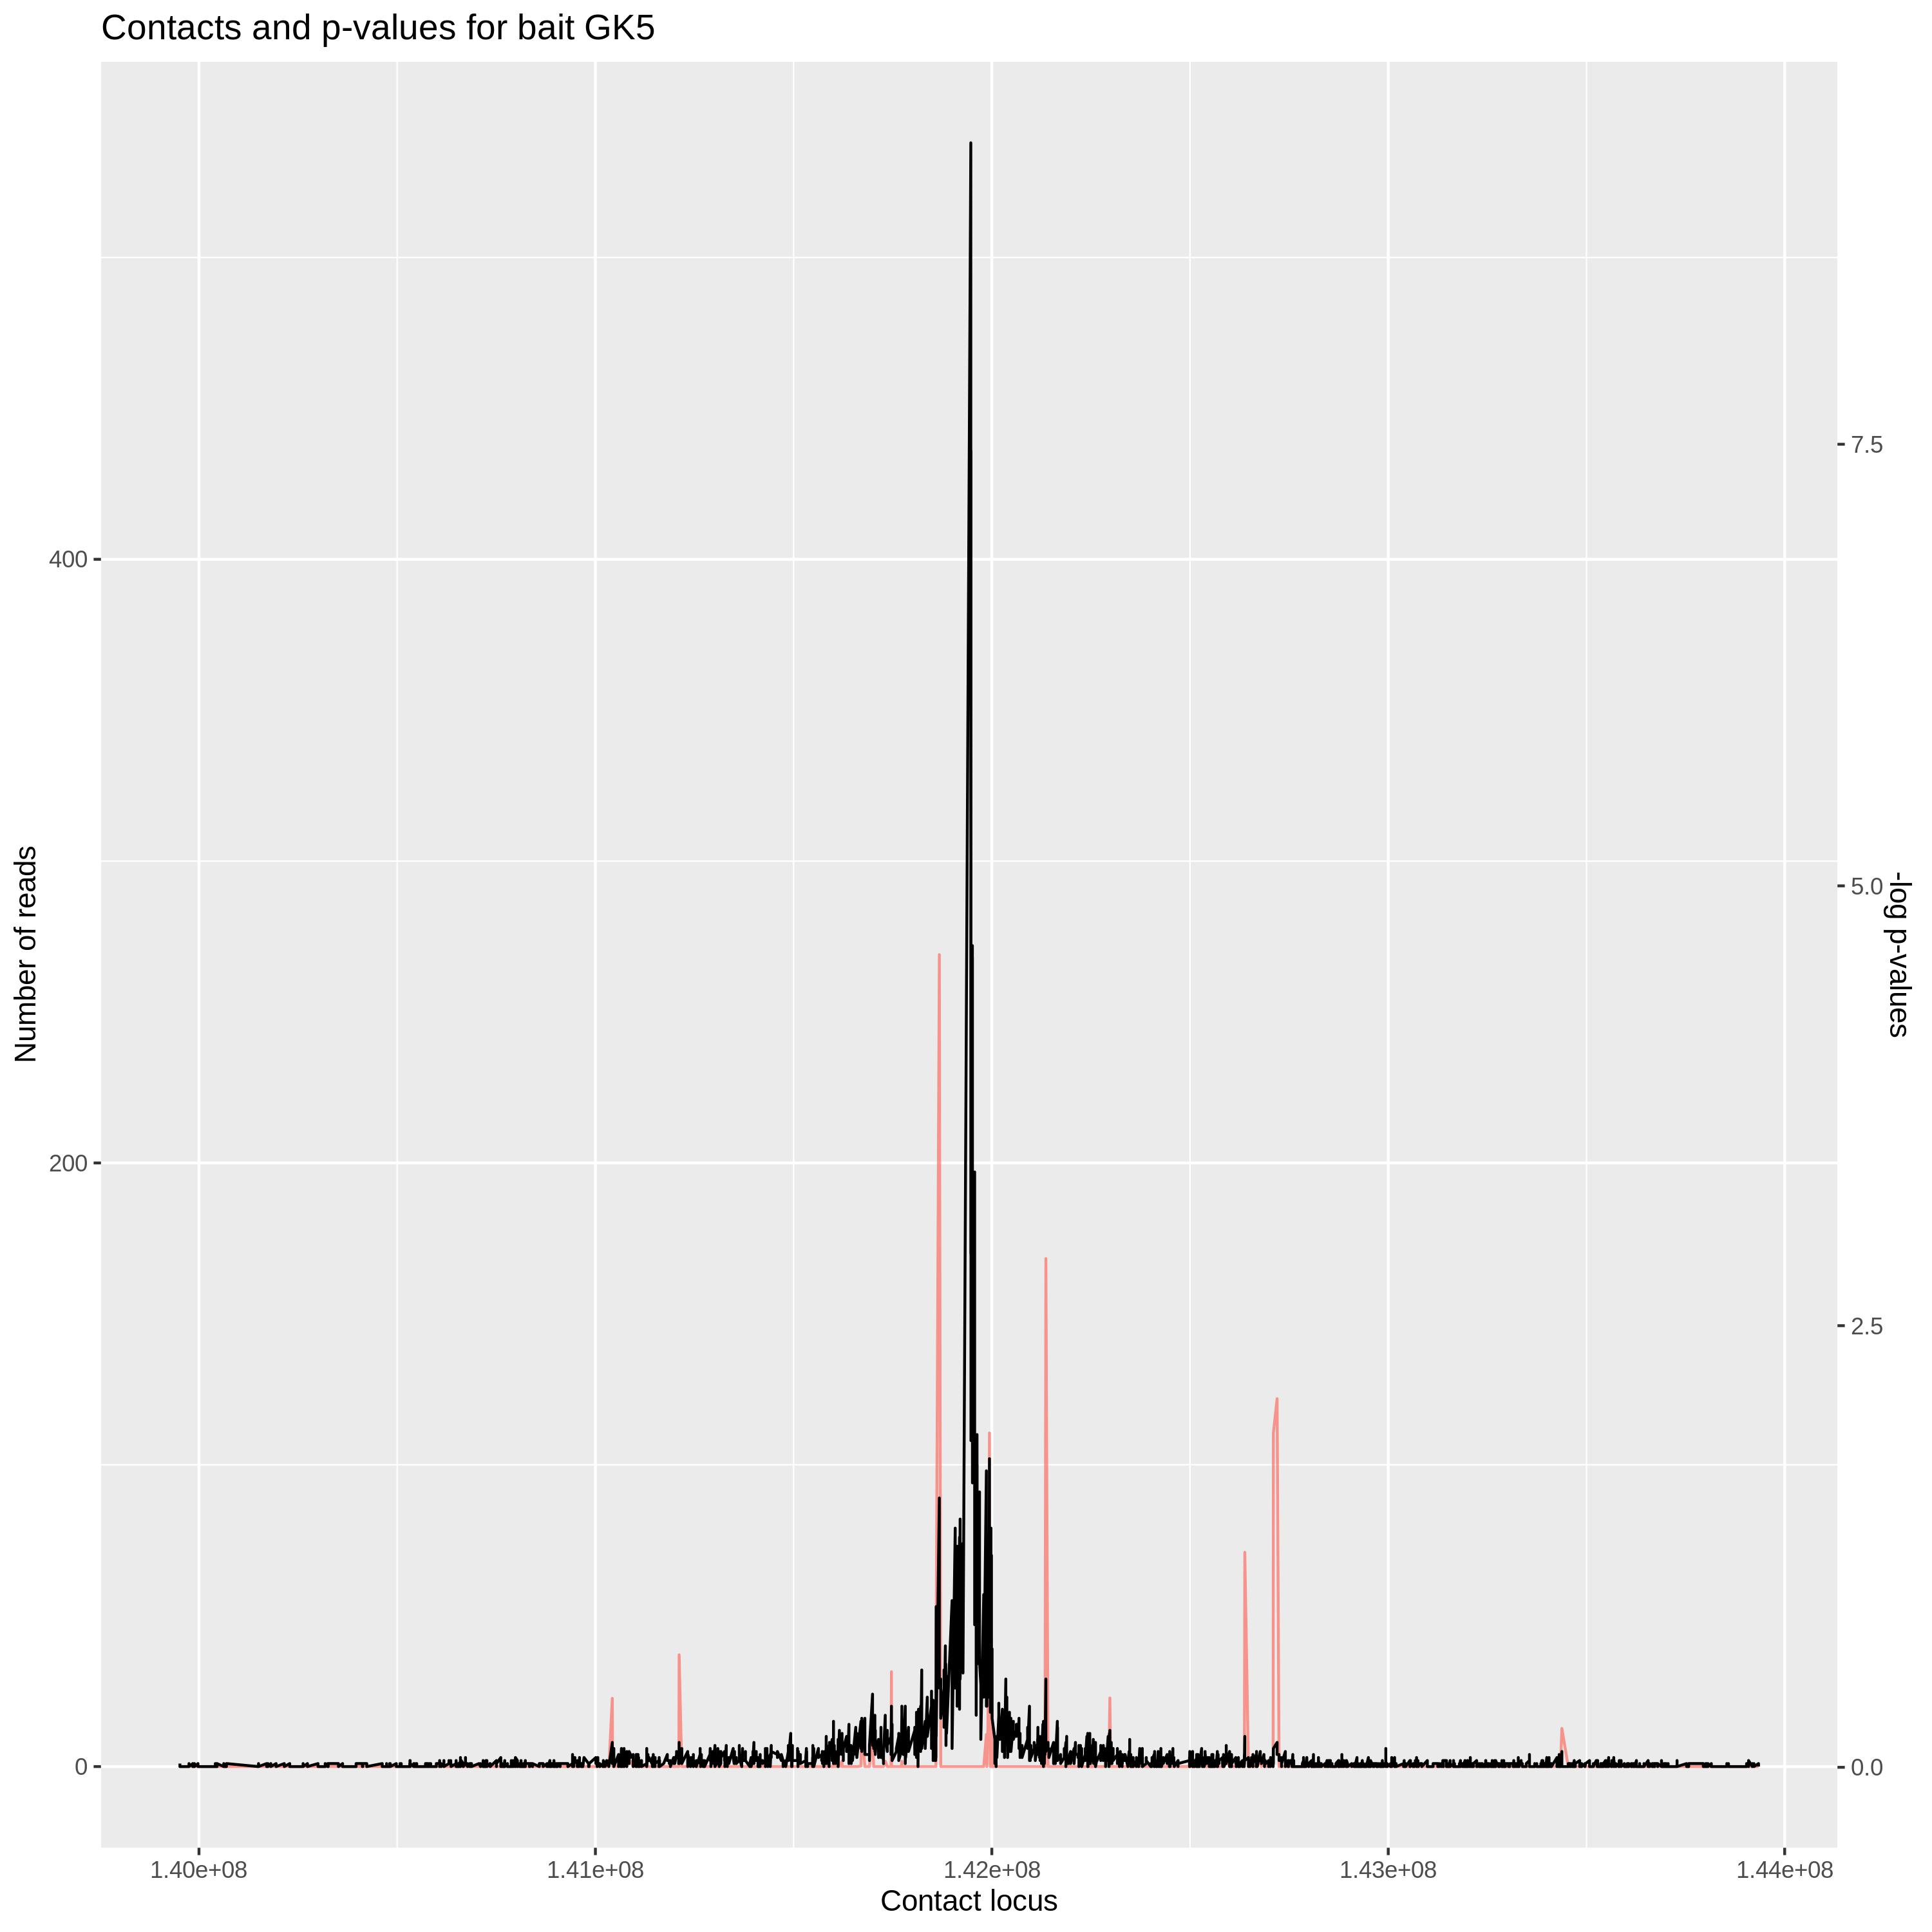 Contacts and p-values for bait GK5
Number of reads
400
200
0
7.5
5.0
2.5
0.0
-log p-values
1.40e+08
1.41e+08
1.42e+08
1.43e+08
1.44e+08
Contact locus